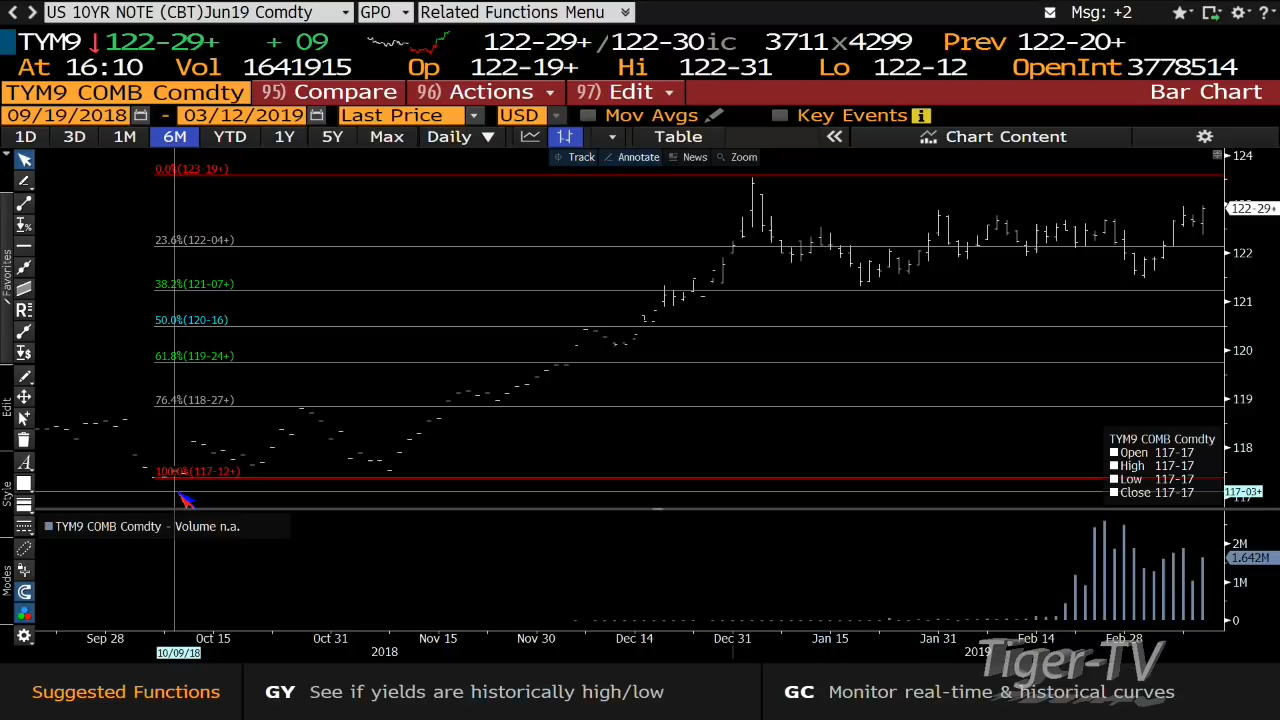 US 10YR NOTE (CBT)Jun19 Comdty GPO Related Functions Menu Msg: +2
TYM9 ↓122-29+ + 09 122-29+/122-30ic 3711x4299 Prev 122-20+
At 16:10 Vol 1641915 Op 122-19+ Hi 122-31 Lo 122-12 OpenInt 3778514
TYM9 COMB Comdty 95) Compare 96) Actions 97) Edit Bar Chart
09/19/2018 - 03/12/2019 Last Price USD Mov Avgs Key Events
1D 3D 1M 6M YTD 1Y 5Y Max Daily ▼ Table « Chart Content
Track Annotate News Zoom
124
0.0%(123-19+)
122-29+
23.6%(122-04+)
122
38.2%(121-07+)
121
50.0%(120-16)
61.8%(119-24+)
120
76.4%(118-27+)
119
118
100.0%(117-12+)
117-03+
117
TYM9 COMB Comdty
Open 117-17
High 117-17
Low 117-17
Close 117-17
Favorites
Edit
Style
Modes
TYM9 COMB Comdty - Volume n.a.
2M
1.642M
1M
0
Sep 28 Oct 15 Oct 31 Nov 15 Nov 30 Dec 14 Dec 31 Jan 15 Jan 31 Feb 14 Feb 28
10/09/18 2018 2019
Tiger-TV
Suggested Functions GY See if yields are historically high/low GC Monitor real-time & historical curves